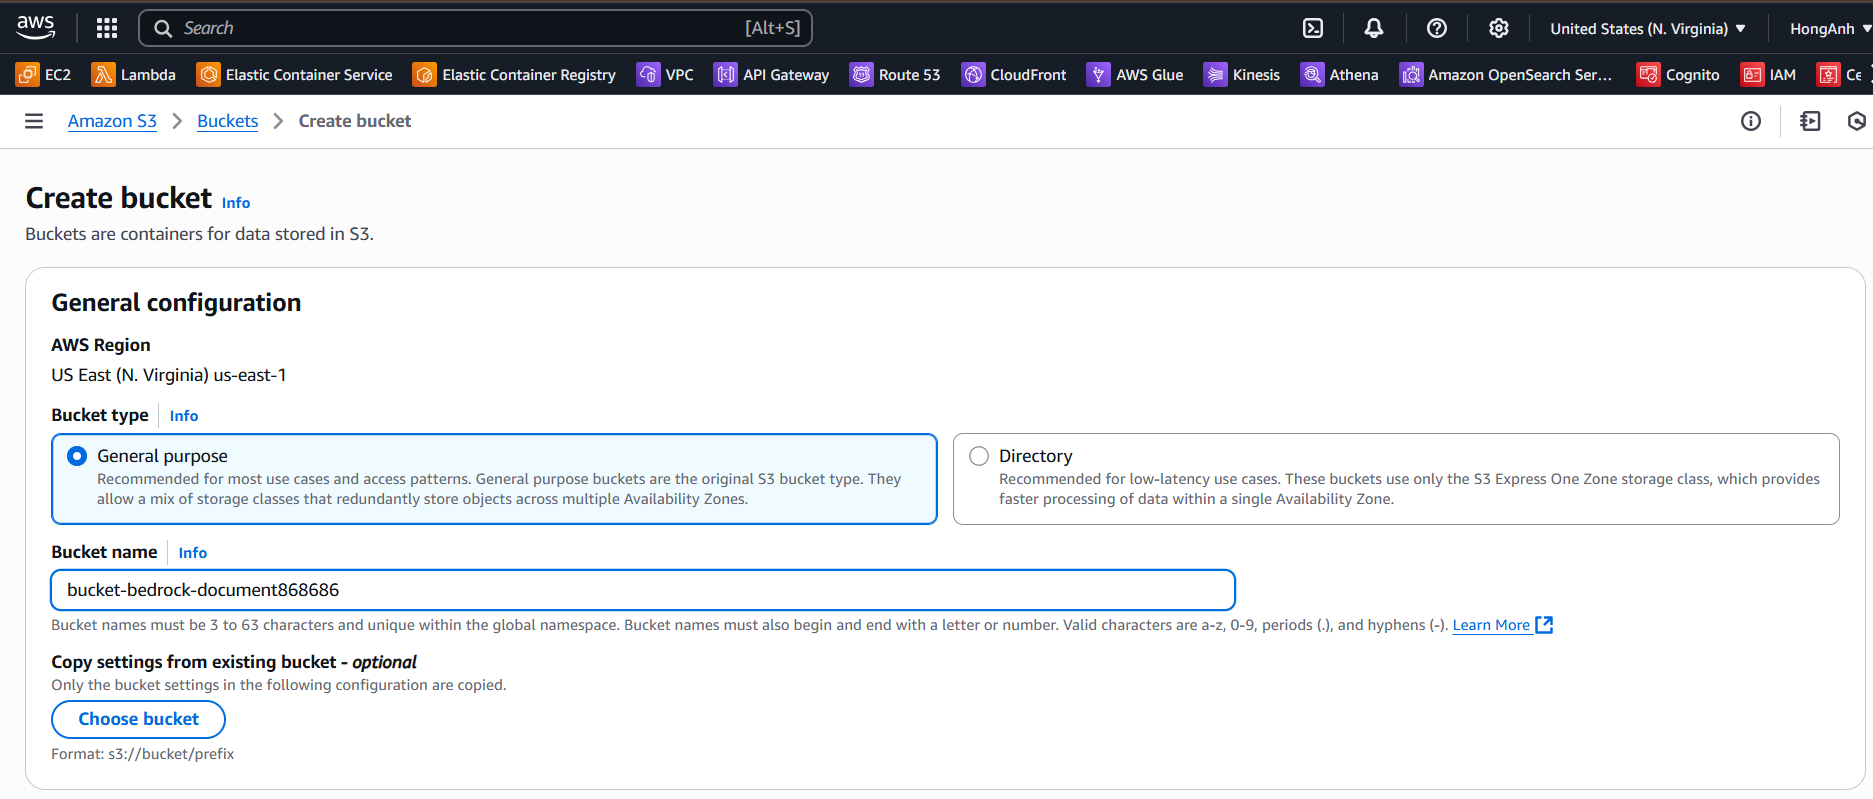 aws Search [Alt+S] United States (N. Virginia) HongAnh
EC2 Lambda Elastic Container Service Elastic Container Registry VPC API Gateway Route 53 CloudFront AWS Glue Kinesis Athena Amazon OpenSearch Ser... Cognito IAM Ce
Amazon S3 Buckets Create bucket
Create bucket Info
Buckets are containers for data stored in S3.
General configuration
AWS Region
US East (N. Virginia) us-east-1
Bucket type Info
General purpose
Recommended for most use cases and access patterns. General purpose buckets are the original S3 bucket type. They
allow a mix of storage classes that redundantly store objects across multiple Availability Zones.
Directory
Recommended for low-latency use cases. These buckets use only the S3 Express One Zone storage class, which provides
faster processing of data within a single Availability Zone.
Bucket name Info
bucket-bedrock-document868686
Bucket names must be 3 to 63 characters and unique within the global namespace. Bucket names must also begin and end with a letter or number. Valid characters are a-z, 0-9, periods (.), and hyphens (-). Learn More
Copy settings from existing bucket - optional
Only the bucket settings in the following configuration are copied.
Choose bucket
Format: s3://bucket/prefix